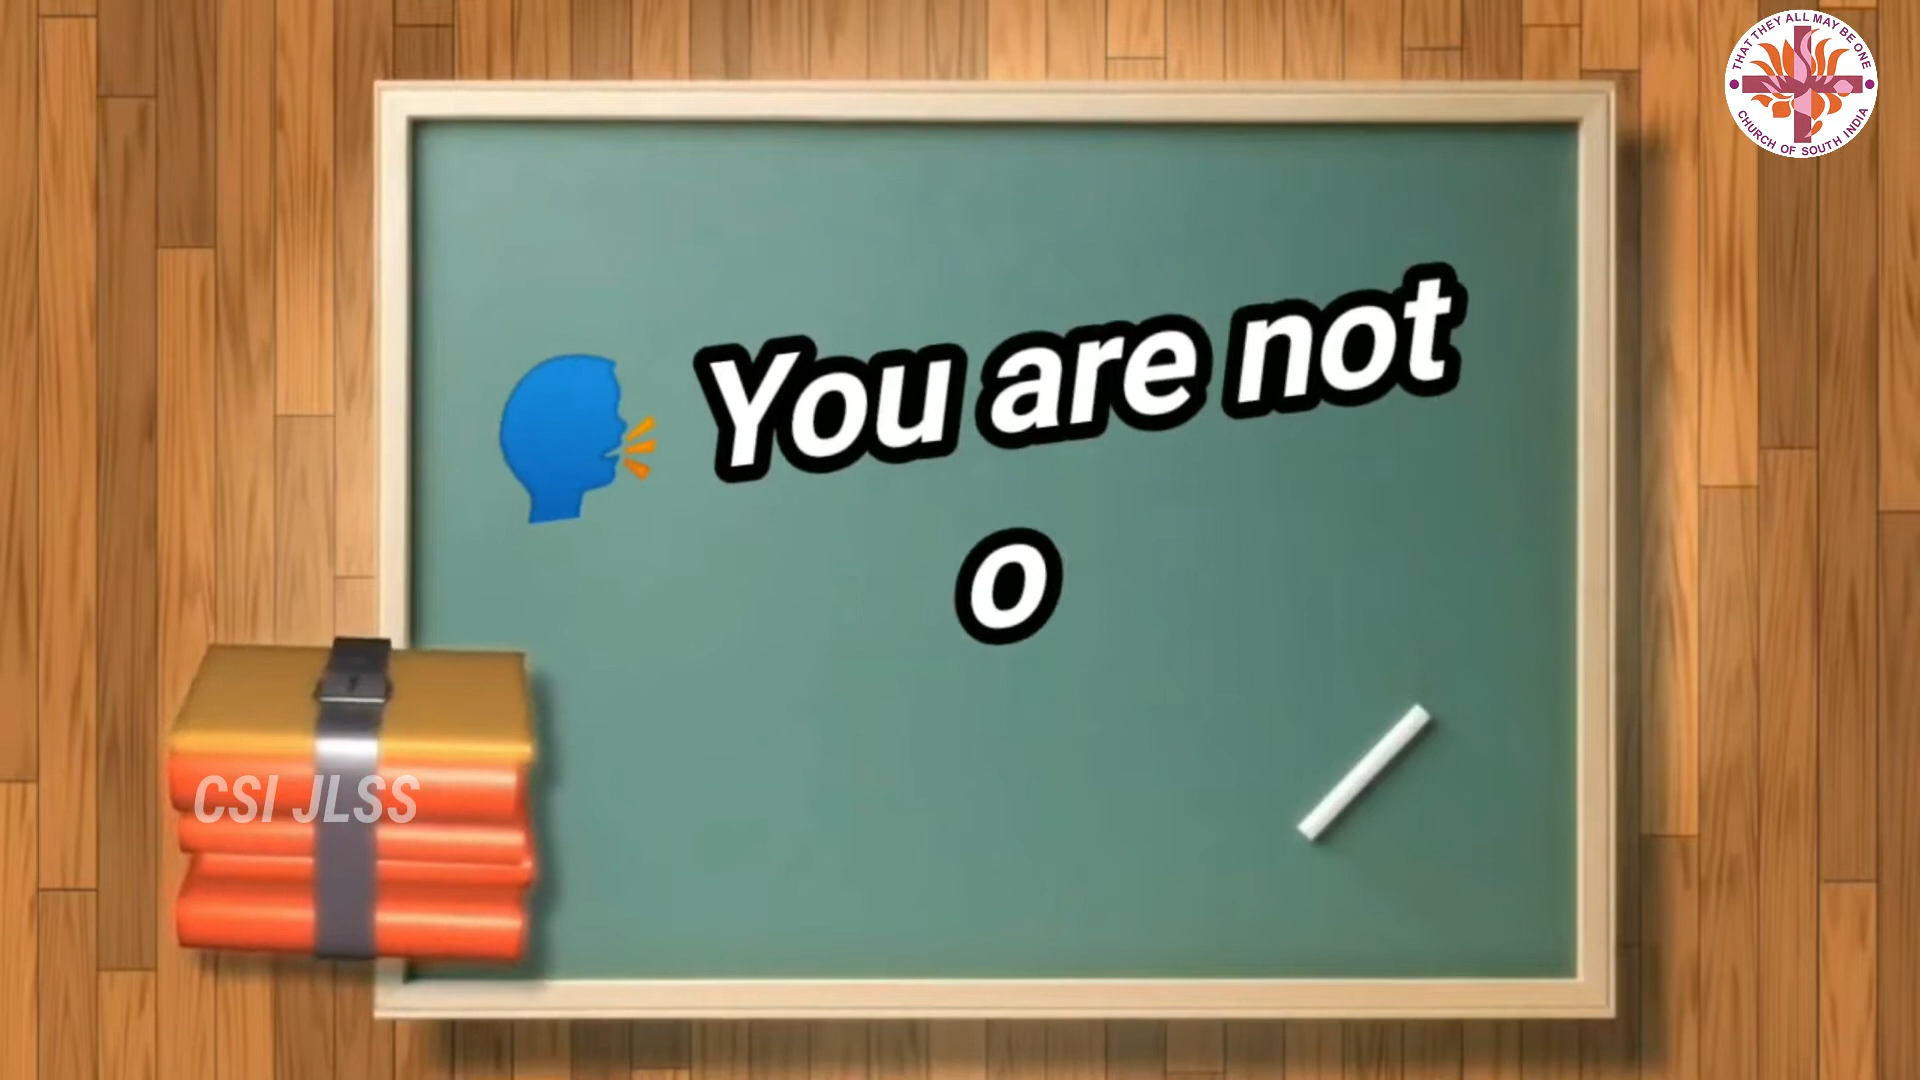 THAT THEY ALL MAY BE ONE
CHURCH OF SOUTH INDIA
You are not
o
CSI JLSS